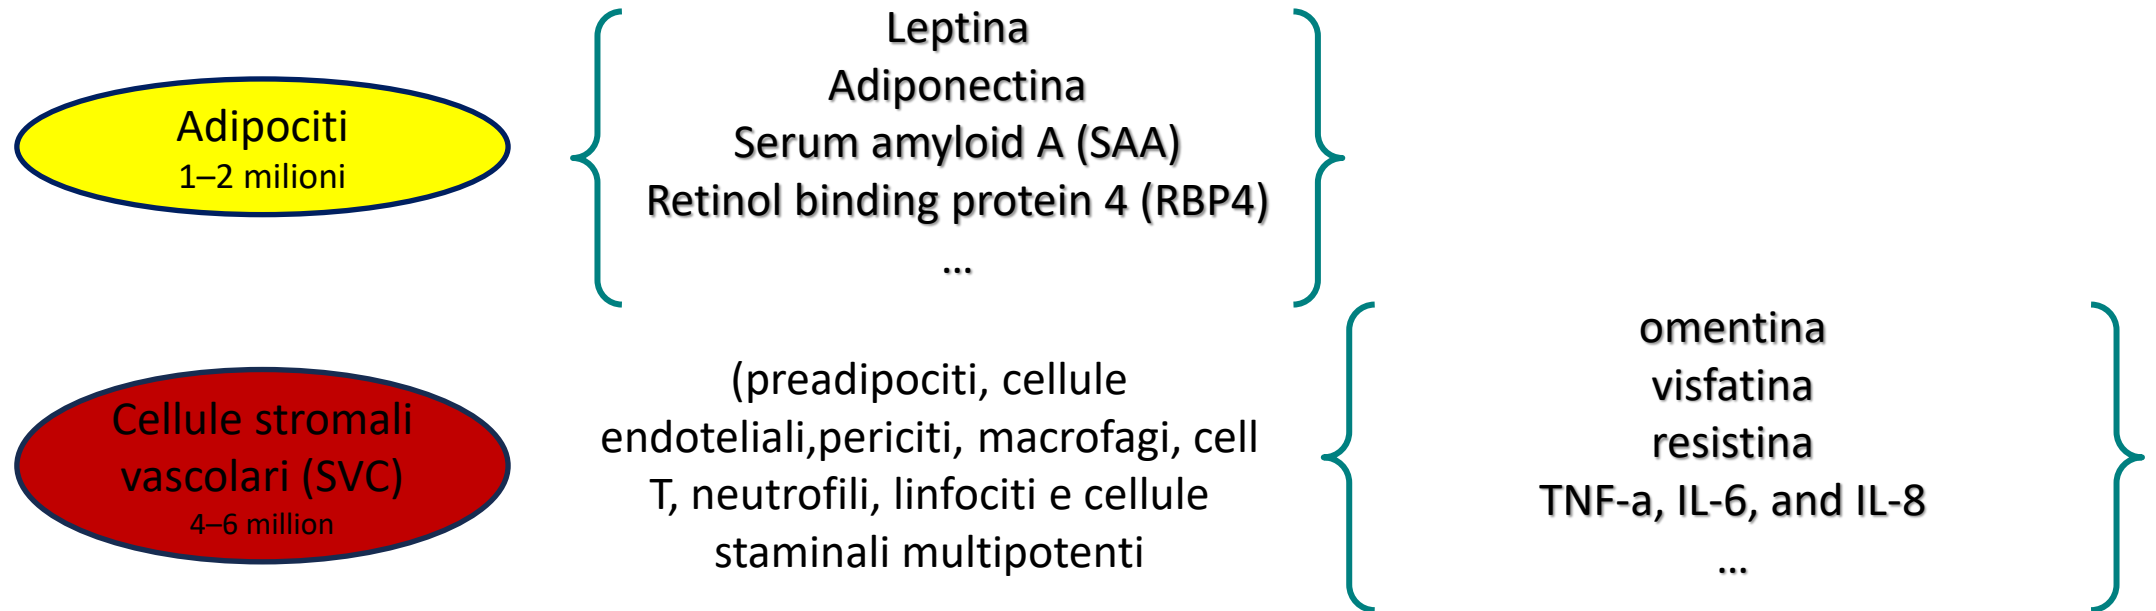 Adipociti
1–2 milioni
Leptina
Adiponectina
Serum amyloid A (SAA)
Retinol binding protein 4 (RBP4)
...
Cellule stromali
vascolari (SVC)
4–6 million
(preadipociti, cellule
endoteliali,periciti, macrofagi, cell
T, neutrofili, linfociti e cellule
staminali multipotenti
omentina
visfatina
resistina
TNF-a, IL-6, and IL-8
...